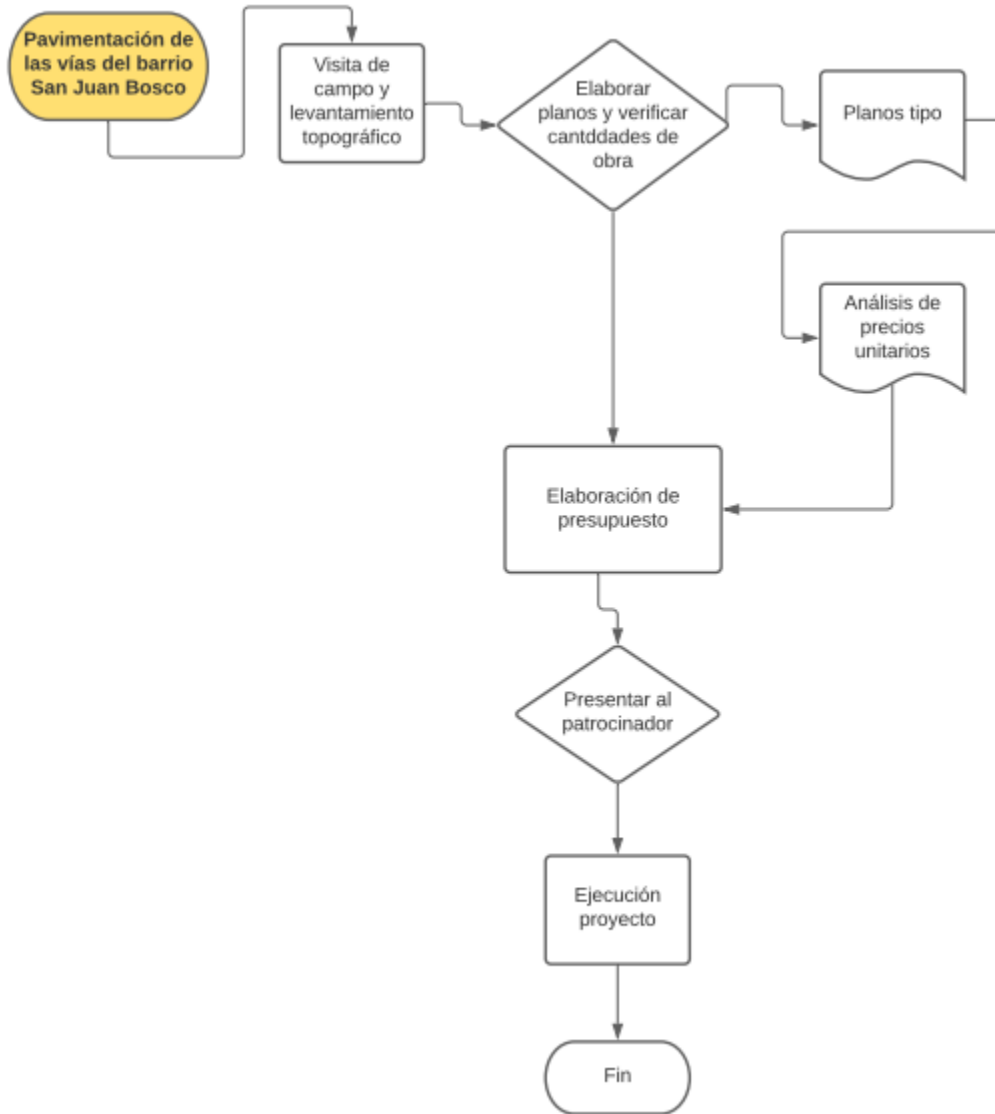 Pavimentación de
las vías del barrio
San Juan Bosco
Visita de
campo y
levantamiento
topográfico
Elaborar
planos y verificar
cantddades de
obra
Planos tipo
Análisis de
precios
unitarios
Elaboración de
presupuesto
Presentar al
patrocinador
Ejecución
proyecto
Fin